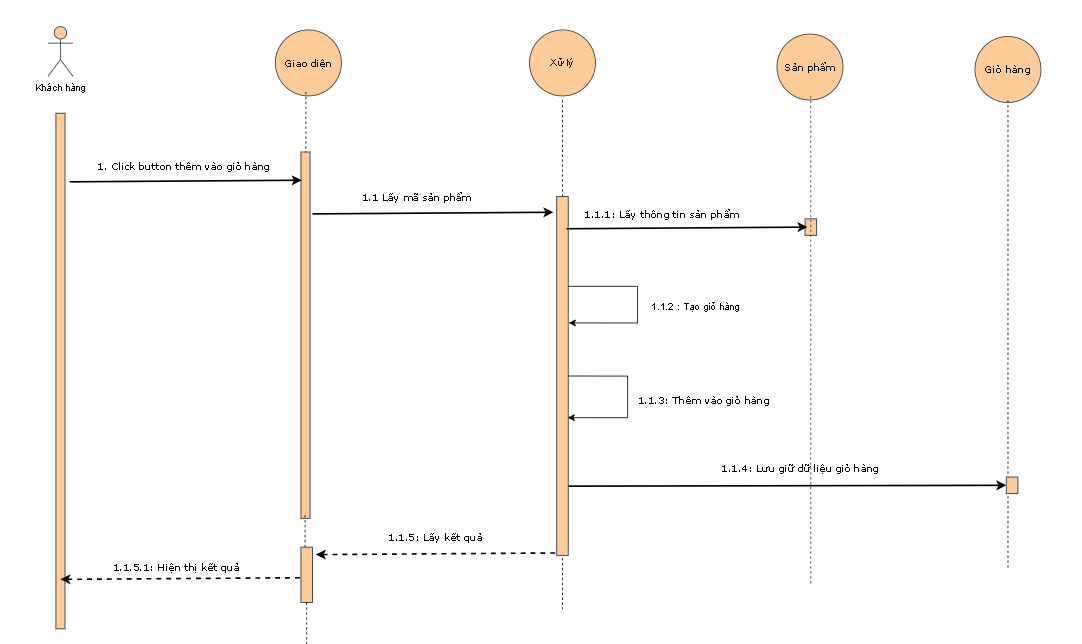 Khách hàng
Giao diện
Xử lý
Sản phẩm
Giỏ hàng
1. Click button thêm vào giỏ hàng
1.1 Lấy mã sản phẩm
1.1.1: Lấy thông tin sản phẩm
1.1.2 : Tạo giỏ hàng
1.1.3: Thêm vào giỏ hàng
1.1.4: Lưu giữ dữ liệu giỏ hàng
1.1.5: Lấy kết quả
1.1.5.1: Hiện thị kết quả